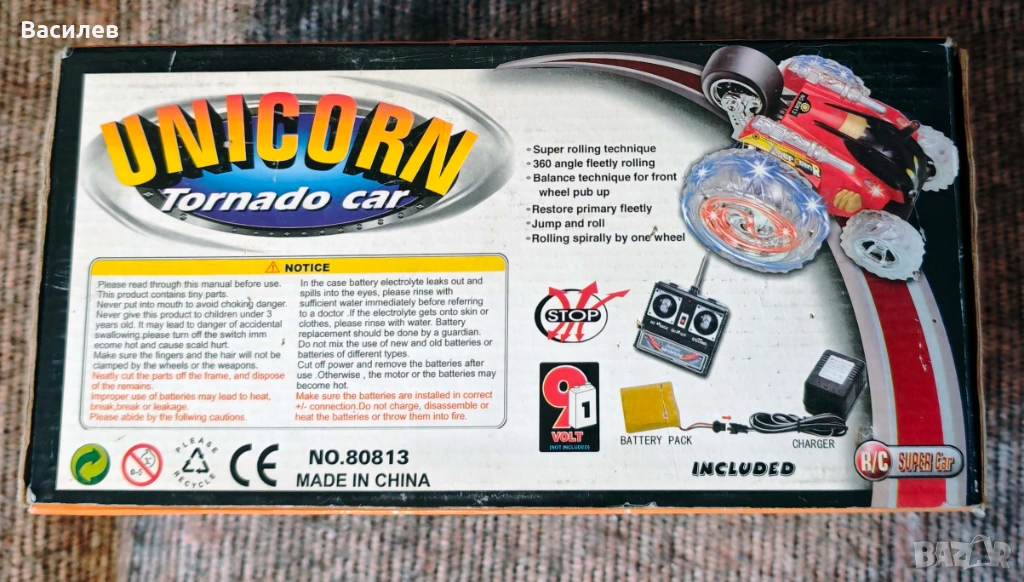 Василев
UNICORN
Tornado car
Super rolling technique
360 angle fleetly rolling
Balance technique for front
wheel pub up
Restore primary fleetly
Jump and roll
Rolling spirally by one wheel
NOTICE
Please read through this manual before use.
This product contains tiny parts.
Never put into mouth to avoid choking danger.
Never give this product to children under 3
years old. It may lead to danger of accidental
swallowing.please turn off the switch imm
ecome hot and cause scald hurt.
Make sure the fingers and the hair will not be
clamped by the wheels or the weapons.
Neatly cut the parts off the frame, and dispose
of the remains.
Improper use of batteries may lead to heat,
break,break or leakage.
Please abide by the follwing cautions.
In the case battery electrolyte leaks out and
spills into the eyes, please rinse with
sufficient water immediately before referring
to a doctor .If the electrolyte gets onto skin or
clothes, please rinse with water. Battery
replacement should be done by a guardian.
Do not mix the use of new and old batteries or
batteries of different types.
Cut off power and remove the batteries after
use .Otherwise , the motor or the batteries may
become hot.
Make sure the batteries are installed in correct
+/- connection.Do not charge, disassemble or
heat the batteries or throw them into fire.
STOP
9
1
VOLT
(NOT INCLUDED)
BATTERY PACK
CHARGER
INCLUDED
R/C SUPER Car
0-3
PLEASE
RECYCLE
CE
NO.80813
MADE IN CHINA
BAZAR